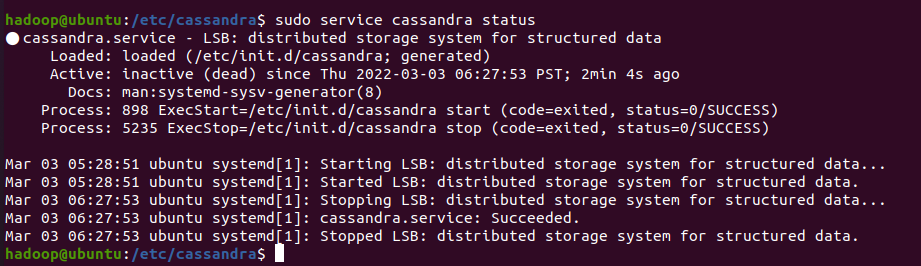 hadoop@ubuntu:/etc/cassandra$ sudo service cassandra status
● cassandra.service - LSB: distributed storage system for structured data
     Loaded: loaded (/etc/init.d/cassandra; generated)
     Active: inactive (dead) since Thu 2022-03-03 06:27:53 PST; 2min 4s ago
       Docs: man:systemd-sysv-generator(8)
    Process: 898 ExecStart=/etc/init.d/cassandra start (code=exited, status=0/SUCCESS)
    Process: 5235 ExecStop=/etc/init.d/cassandra stop (code=exited, status=0/SUCCESS)

Mar 03 05:28:51 ubuntu systemd[1]: Starting LSB: distributed storage system for structured data...
Mar 03 05:28:51 ubuntu systemd[1]: Started LSB: distributed storage system for structured data.
Mar 03 06:27:53 ubuntu systemd[1]: Stopping LSB: distributed storage system for structured data...
Mar 03 06:27:53 ubuntu systemd[1]: cassandra.service: Succeeded.
Mar 03 06:27:53 ubuntu systemd[1]: Stopped LSB: distributed storage system for structured data.
hadoop@ubuntu:/etc/cassandra$